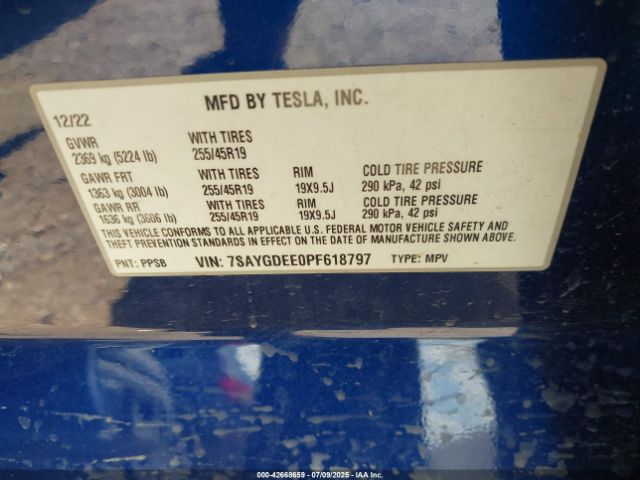 MFD BY TESLA, INC.
12/22
GVWR WITH TIRES
2369 kg (5224 lb) 255/45R19
GAWR FRT WITH TIRES RIM COLD TIRE PRESSURE
1363 kg (3004 lb) 255/45R19 19X9.5J 290 kPa, 42 psi
GAWR RR WITH TIRES RIM COLD TIRE PRESSURE
1636 kg (3606 lb) 255/45R19 19X9.5J 290 kPa, 42 psi
THIS VEHICLE CONFORMS TO ALL APPLICABLE U.S. FEDERAL MOTOR VEHICLE SAFETY AND
THEFT PREVENTION STANDARDS IN EFFECT ON THE DATE OF MANUFACTURE SHOWN ABOVE.
PNT: PPSB VIN: 7SAYGDEE0PF618797 TYPE: MPV
000-42668659 07/09/2025 IAAI.COM